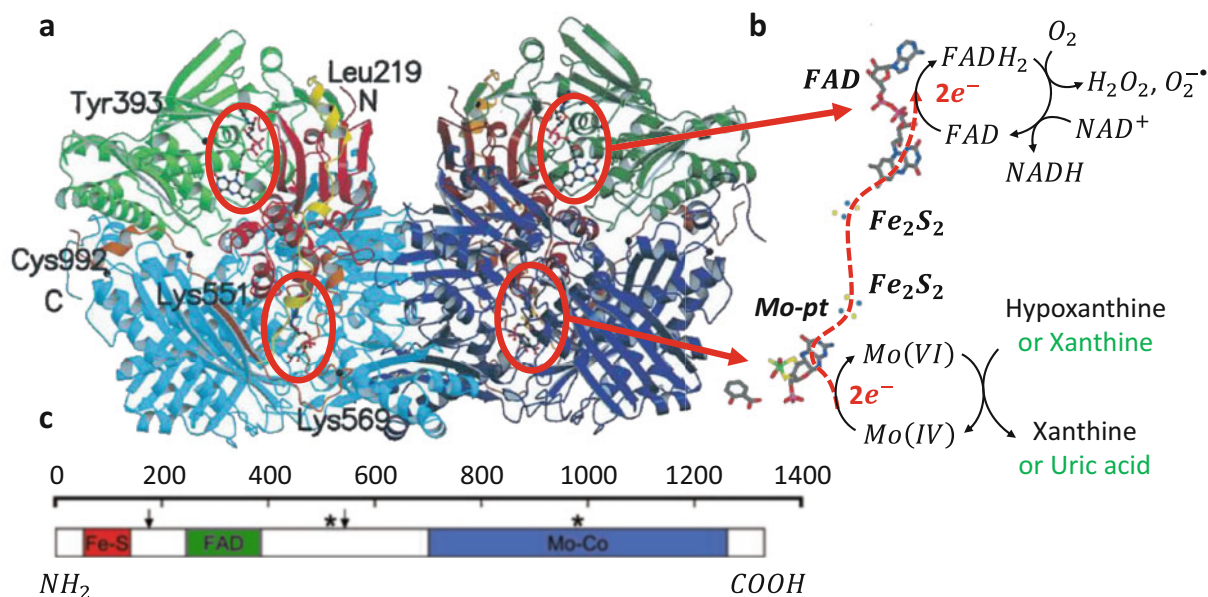 a
Tyr393
Leu219
N
Cys992
C
Lys551
Lys569
b
FAD
FADH₂
O₂
H₂O₂, O₂⁻•
2e⁻
FAD
NAD⁺
NADH
Fe₂S₂
Fe₂S₂
Mo-pt
Hypoxanthine
or Xanthine
Mo(VI)
2e⁻
Mo(IV)
Xanthine
or Uric acid
c
0 200 400 600 800 1000 1200 1400
* *
Fe-S FAD Mo-Co
NH₂ COOH